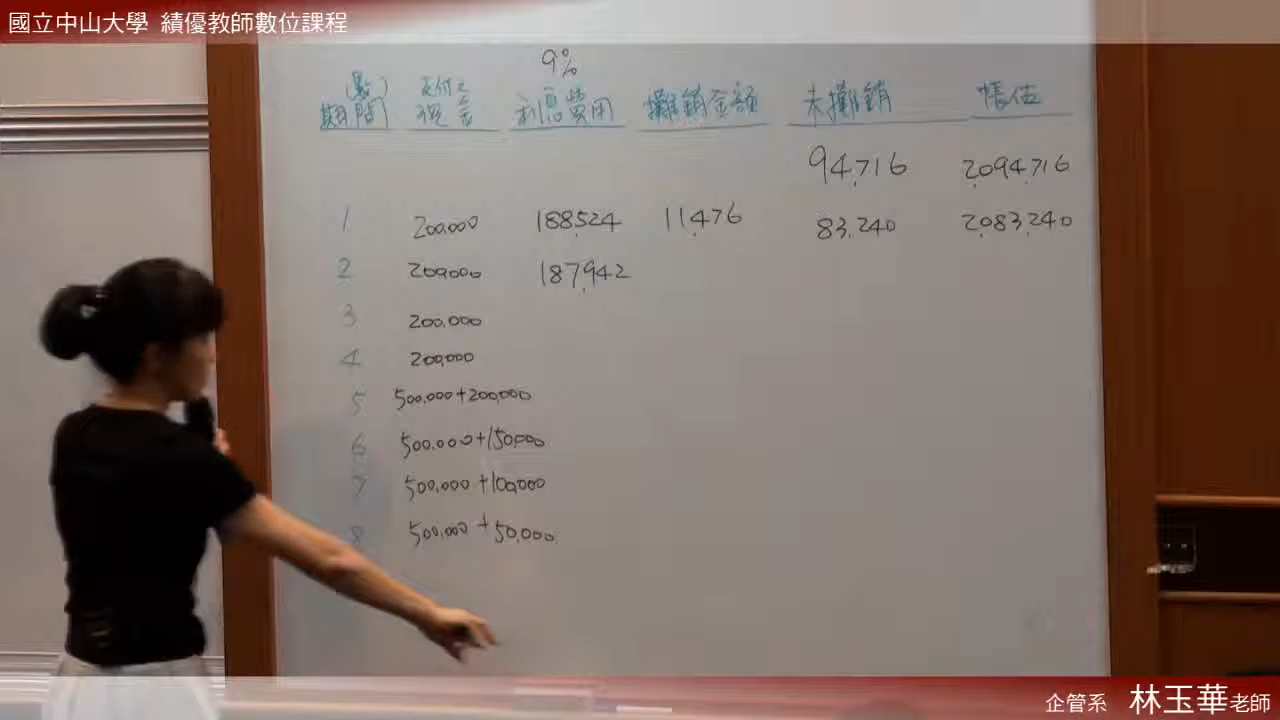 國立中山大學 績優教師數位課程
9%
(數) 支付之
期間 現金 利息費用 攤銷金額 未攤銷 帳值
94,716 2,094,716
1 200,000 188,524 11,476 83,240 2,083,240
2 200,000 187,942
3 200,000
4 200,000
5 500,000+200,000
6 500,000+150,000
7 500,000+100,000
8 500,000+50,000
企管系 林玉華老師